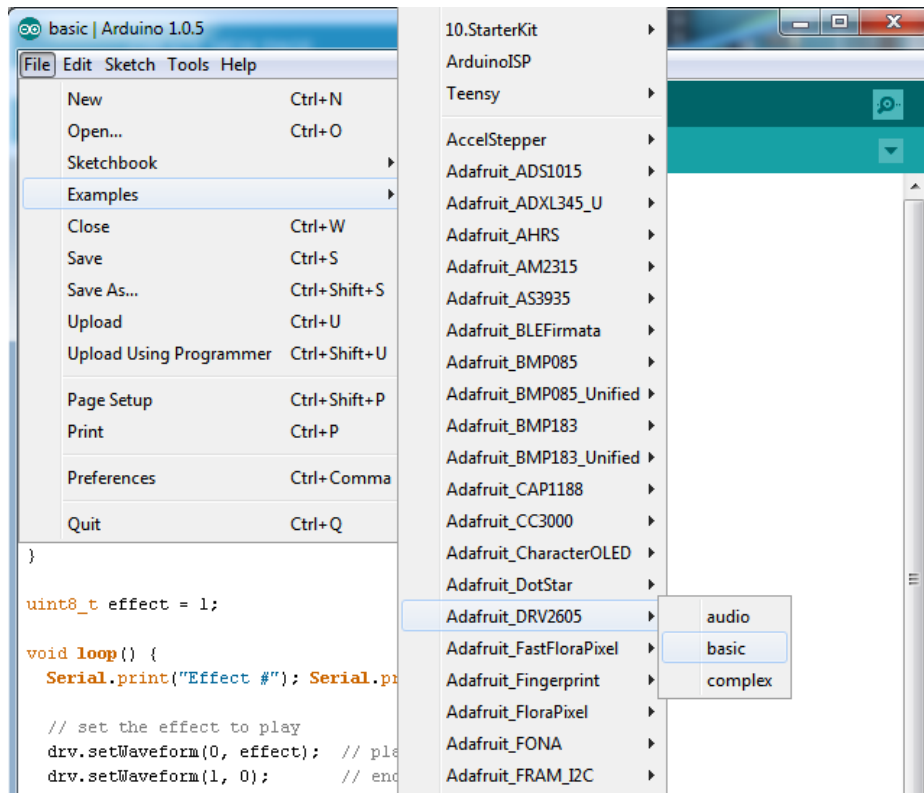 basic | Arduino 1.0.5
File Edit Sketch Tools Help
New Ctrl+N
Open... Ctrl+O
Sketchbook
Examples
Close Ctrl+W
Save Ctrl+S
Save As... Ctrl+Shift+S
Upload Ctrl+U
Upload Using Programmer Ctrl+Shift+U
Page Setup Ctrl+Shift+P
Print Ctrl+P
Preferences Ctrl+Comma
Quit Ctrl+Q
10.StarterKit
ArduinoISP
Teensy
AccelStepper
Adafruit_ADS1015
Adafruit_ADXL345_U
Adafruit_AHRS
Adafruit_AM2315
Adafruit_AS3935
Adafruit_BLEFirmata
Adafruit_BMP085
Adafruit_BMP085_Unified
Adafruit_BMP183
Adafruit_BMP183_Unified
Adafruit_CAP1188
Adafruit_CC3000
Adafruit_CharacterOLED
Adafruit_DotStar
Adafruit_DRV2605
Adafruit_FastFloraPixel
Adafruit_Fingerprint
Adafruit_FloraPixel
Adafruit_FONA
Adafruit_FRAM_I2C
audio
basic
complex
}
uint8_t effect = 1;
void loop() {
Serial.print("Effect #"); Serial.pr
// set the effect to play
drv.setWaveform(0, effect); // pla
drv.setWaveform(1, 0); // end